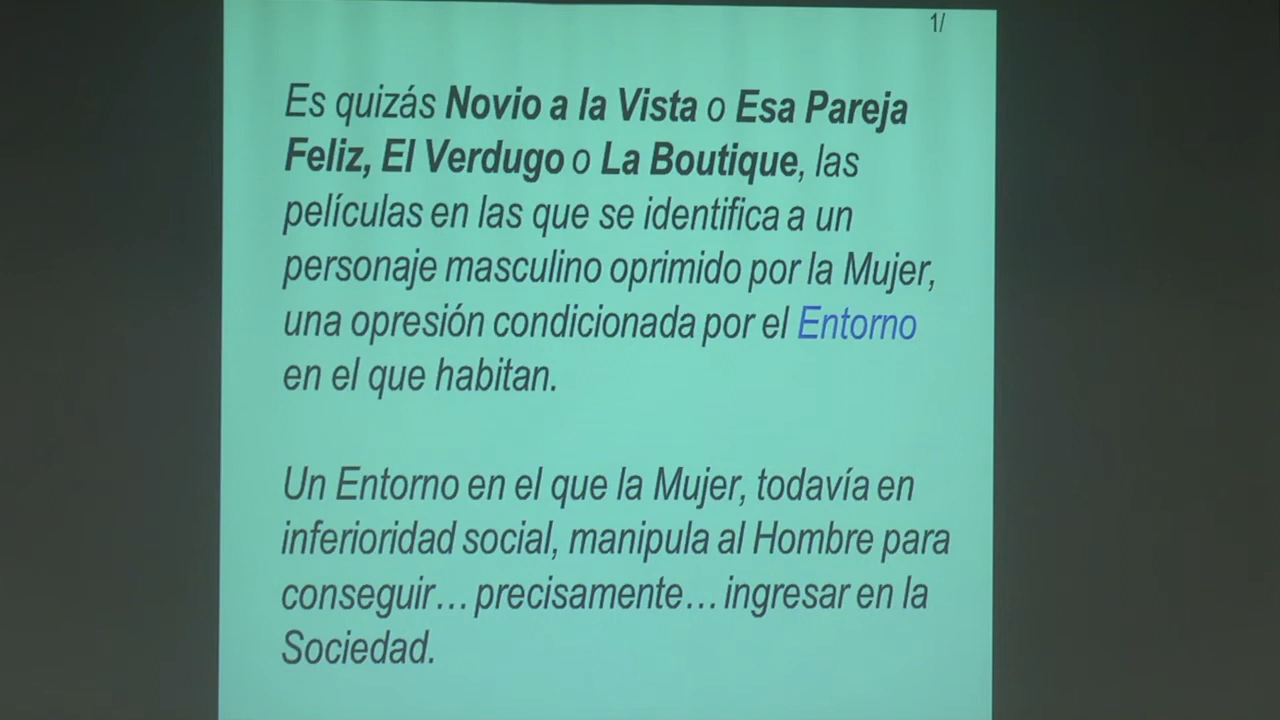 1/
Es quizás Novio a la Vista o Esa Pareja
Feliz, El Verdugo o La Boutique, las
películas en las que se identifica a un
personaje masculino oprimido por la Mujer,
una opresión condicionada por el Entorno
en el que habitan.
Un Entorno en el que la Mujer, todavía en
inferioridad social, manipula al Hombre para
conseguir… precisamente… ingresar en la
Sociedad.